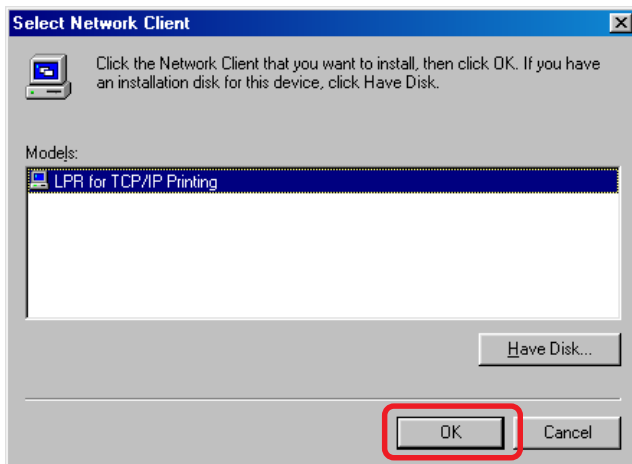 Select Network Client
Click the Network Client that you want to install, then click OK. If you have
an installation disk for this device, click Have Disk.
Models:
LPR for TCP/IP Printing
Have Disk...
OK
Cancel